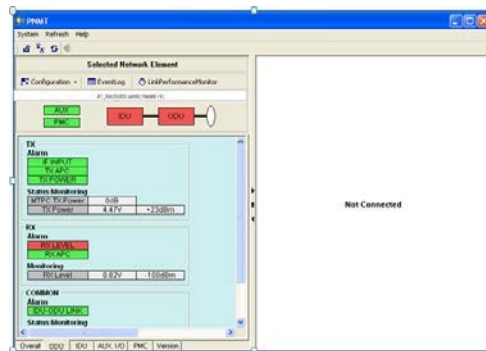 PNMT
System Refresh Help
Selected Network Element
Configuration EventLog LinkPerformanceMonitor
AUX
PMC
IDU
ODU
TX
Alarm
IF INPUT
TX APC
TX POWER
Status Monitoring
MTPC TX Power 0dB
TX Power 4.47V +23dBm
RX
Alarm
RX LEVEL
RX APC
Monitoring
RX Level 0.82V -100dBm
COMMON
Alarm
IDU-ODU LINK
Status Monitoring
Overall ODU IDU AUX. I/O PMC Version
Not Connected